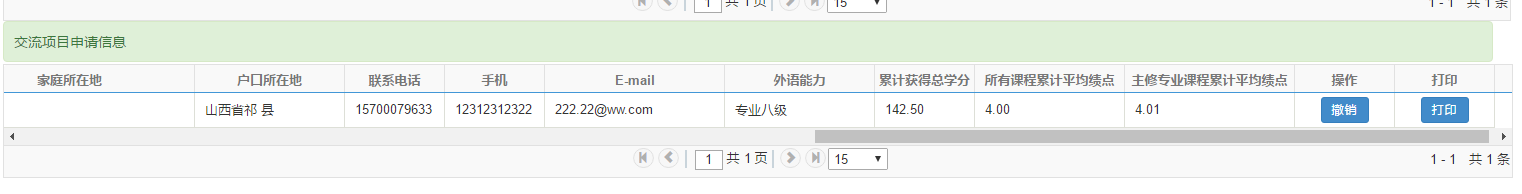 1 共 1 页 15 1 - 1 共 1 条
交流项目申请信息
家庭所在地 户口所在地 联系电话 手机 E-mail 外语能力 累计获得总学分 所有课程累计平均绩点 主修专业课程累计平均绩点 操作 打印
山西省祁 县 15700079633 12312312322 222.22@ww.com 专业八级 142.50 4.00 4.01 撤销 打印
1 共 1 页 15 1 - 1 共 1 条